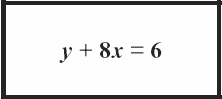 y + 8x = 6